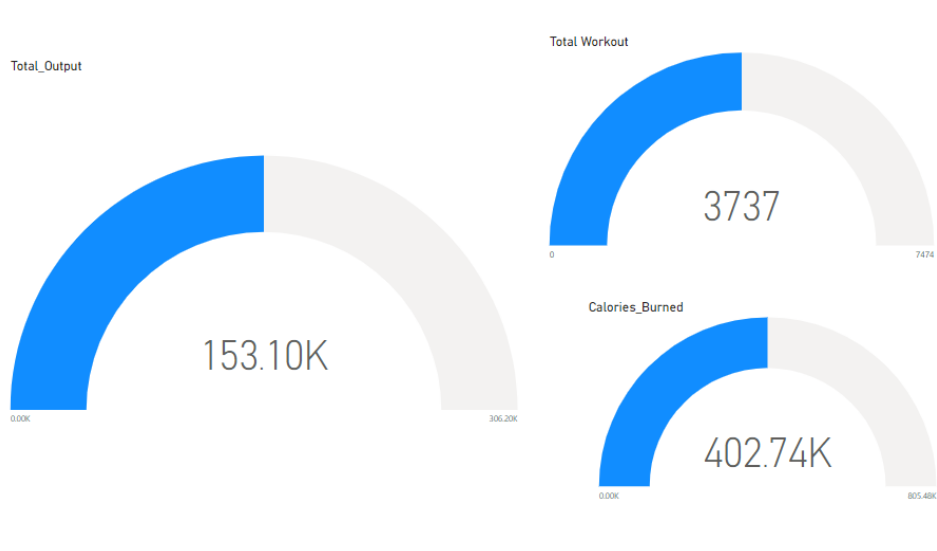 Total_Output
153.10K
0.00K
306.20K
Total Workout
3737
0
7474
Calories_Burned
402.74K
0.00K
805.48K